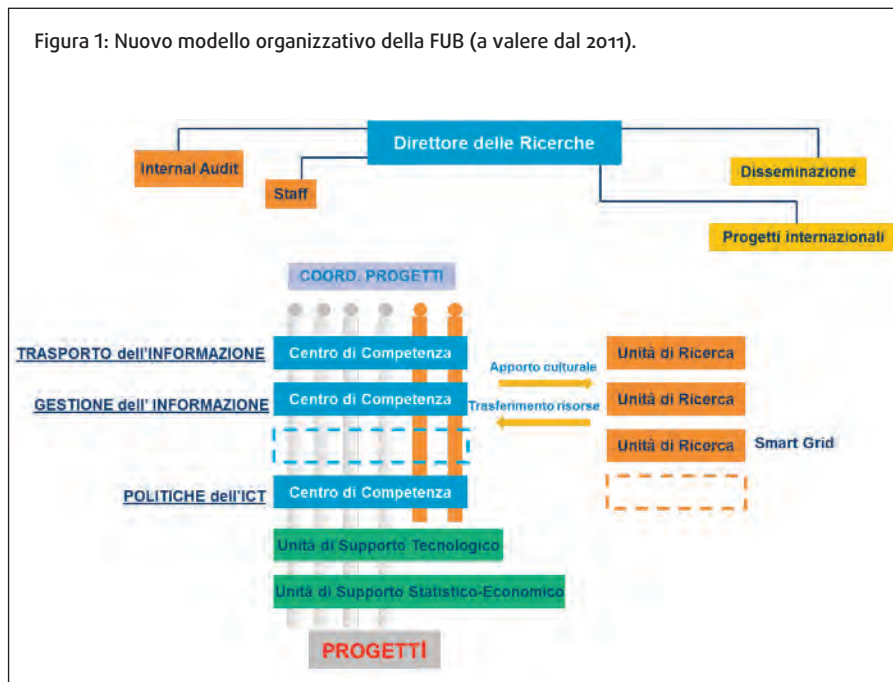 Figura 1: Nuovo modello organizzativo della FUB (a valere dal 2011).
Direttore delle Ricerche
Internal Audit
Staff
Disseminazione
Progetti internazionali
COORD. PROGETTI
TRASPORTO dell'INFORMAZIONE
Centro di Competenza
Apporto culturale
Unità di Ricerca
GESTIONE dell' INFORMAZIONE
Centro di Competenza
Trasferimento risorse
Unità di Ricerca
Unità di Ricerca
Smart Grid
POLITICHE dell'ICT
Centro di Competenza
Unità di Supporto Tecnologico
Unità di Supporto Statistico-Economico
PROGETTI